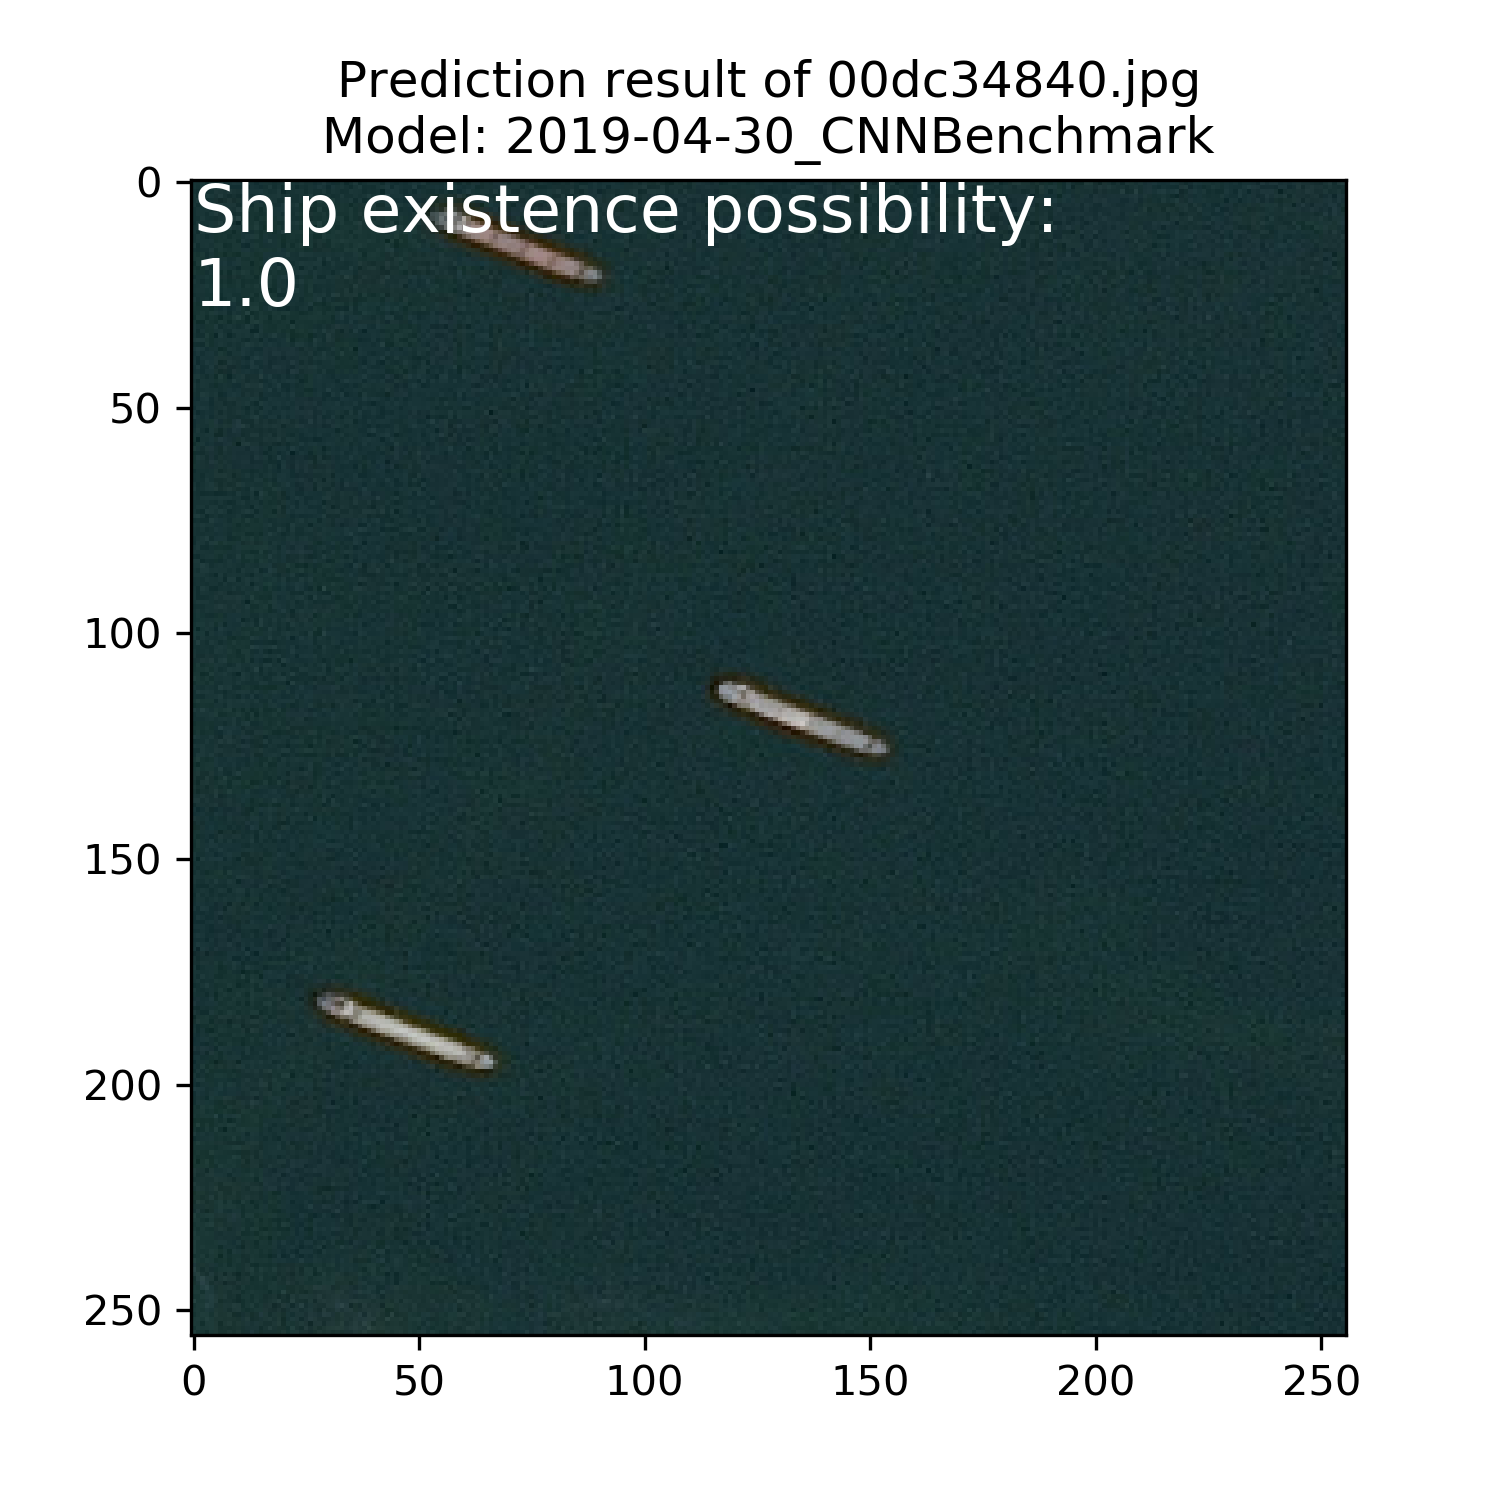 Prediction result of 00dc34840.jpg
Model: 2019-04-30_CNNBenchmark
Ship existence possibility:
1.0
0
50
100
150
200
250
0 50 100 150 200 250